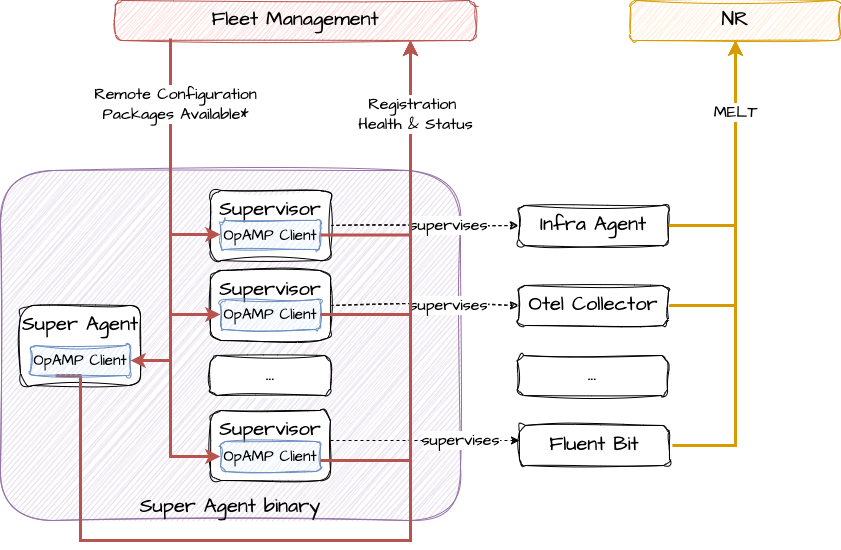 Fleet Management
NR
Remote Configuration
Packages Available*
Registration
Health & Status
MELT
Supervisor
OpAMP Client
supervises
Infra Agent
Supervisor
OpAMP Client
supervises
Otel Collector
Super Agent
OpAMP Client
...
...
Supervisor
OpAMP Client
supervises
Fluent Bit
Super Agent binary